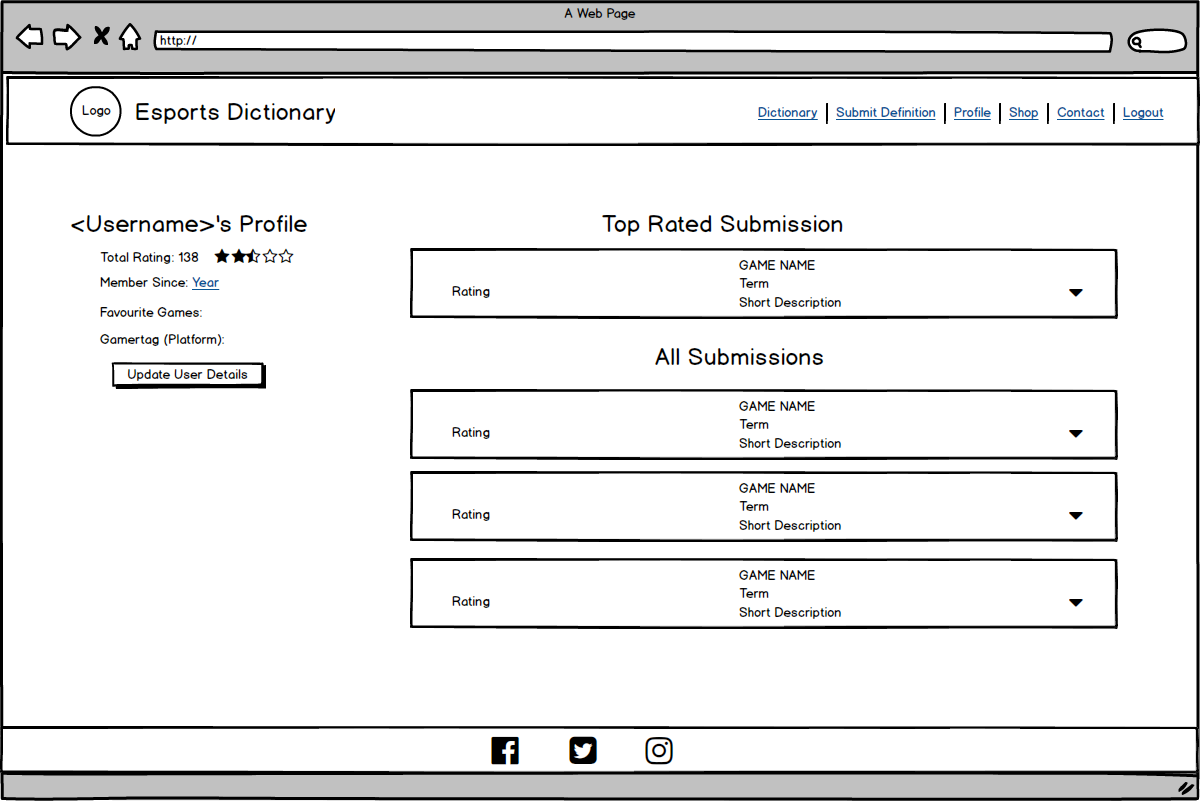 A Web Page
http://
Logo
Esports Dictionary
Dictionary
Submit Definition
Profile
Shop
Contact
Logout
<Username>'s Profile
Total Rating: 138
Member Since: Year
Favourite Games:
Gamertag (Platform):
Update User Details
Top Rated Submission
Rating
GAME NAME
Term
Short Description
All Submissions
Rating
GAME NAME
Term
Short Description
Rating
GAME NAME
Term
Short Description
Rating
GAME NAME
Term
Short Description